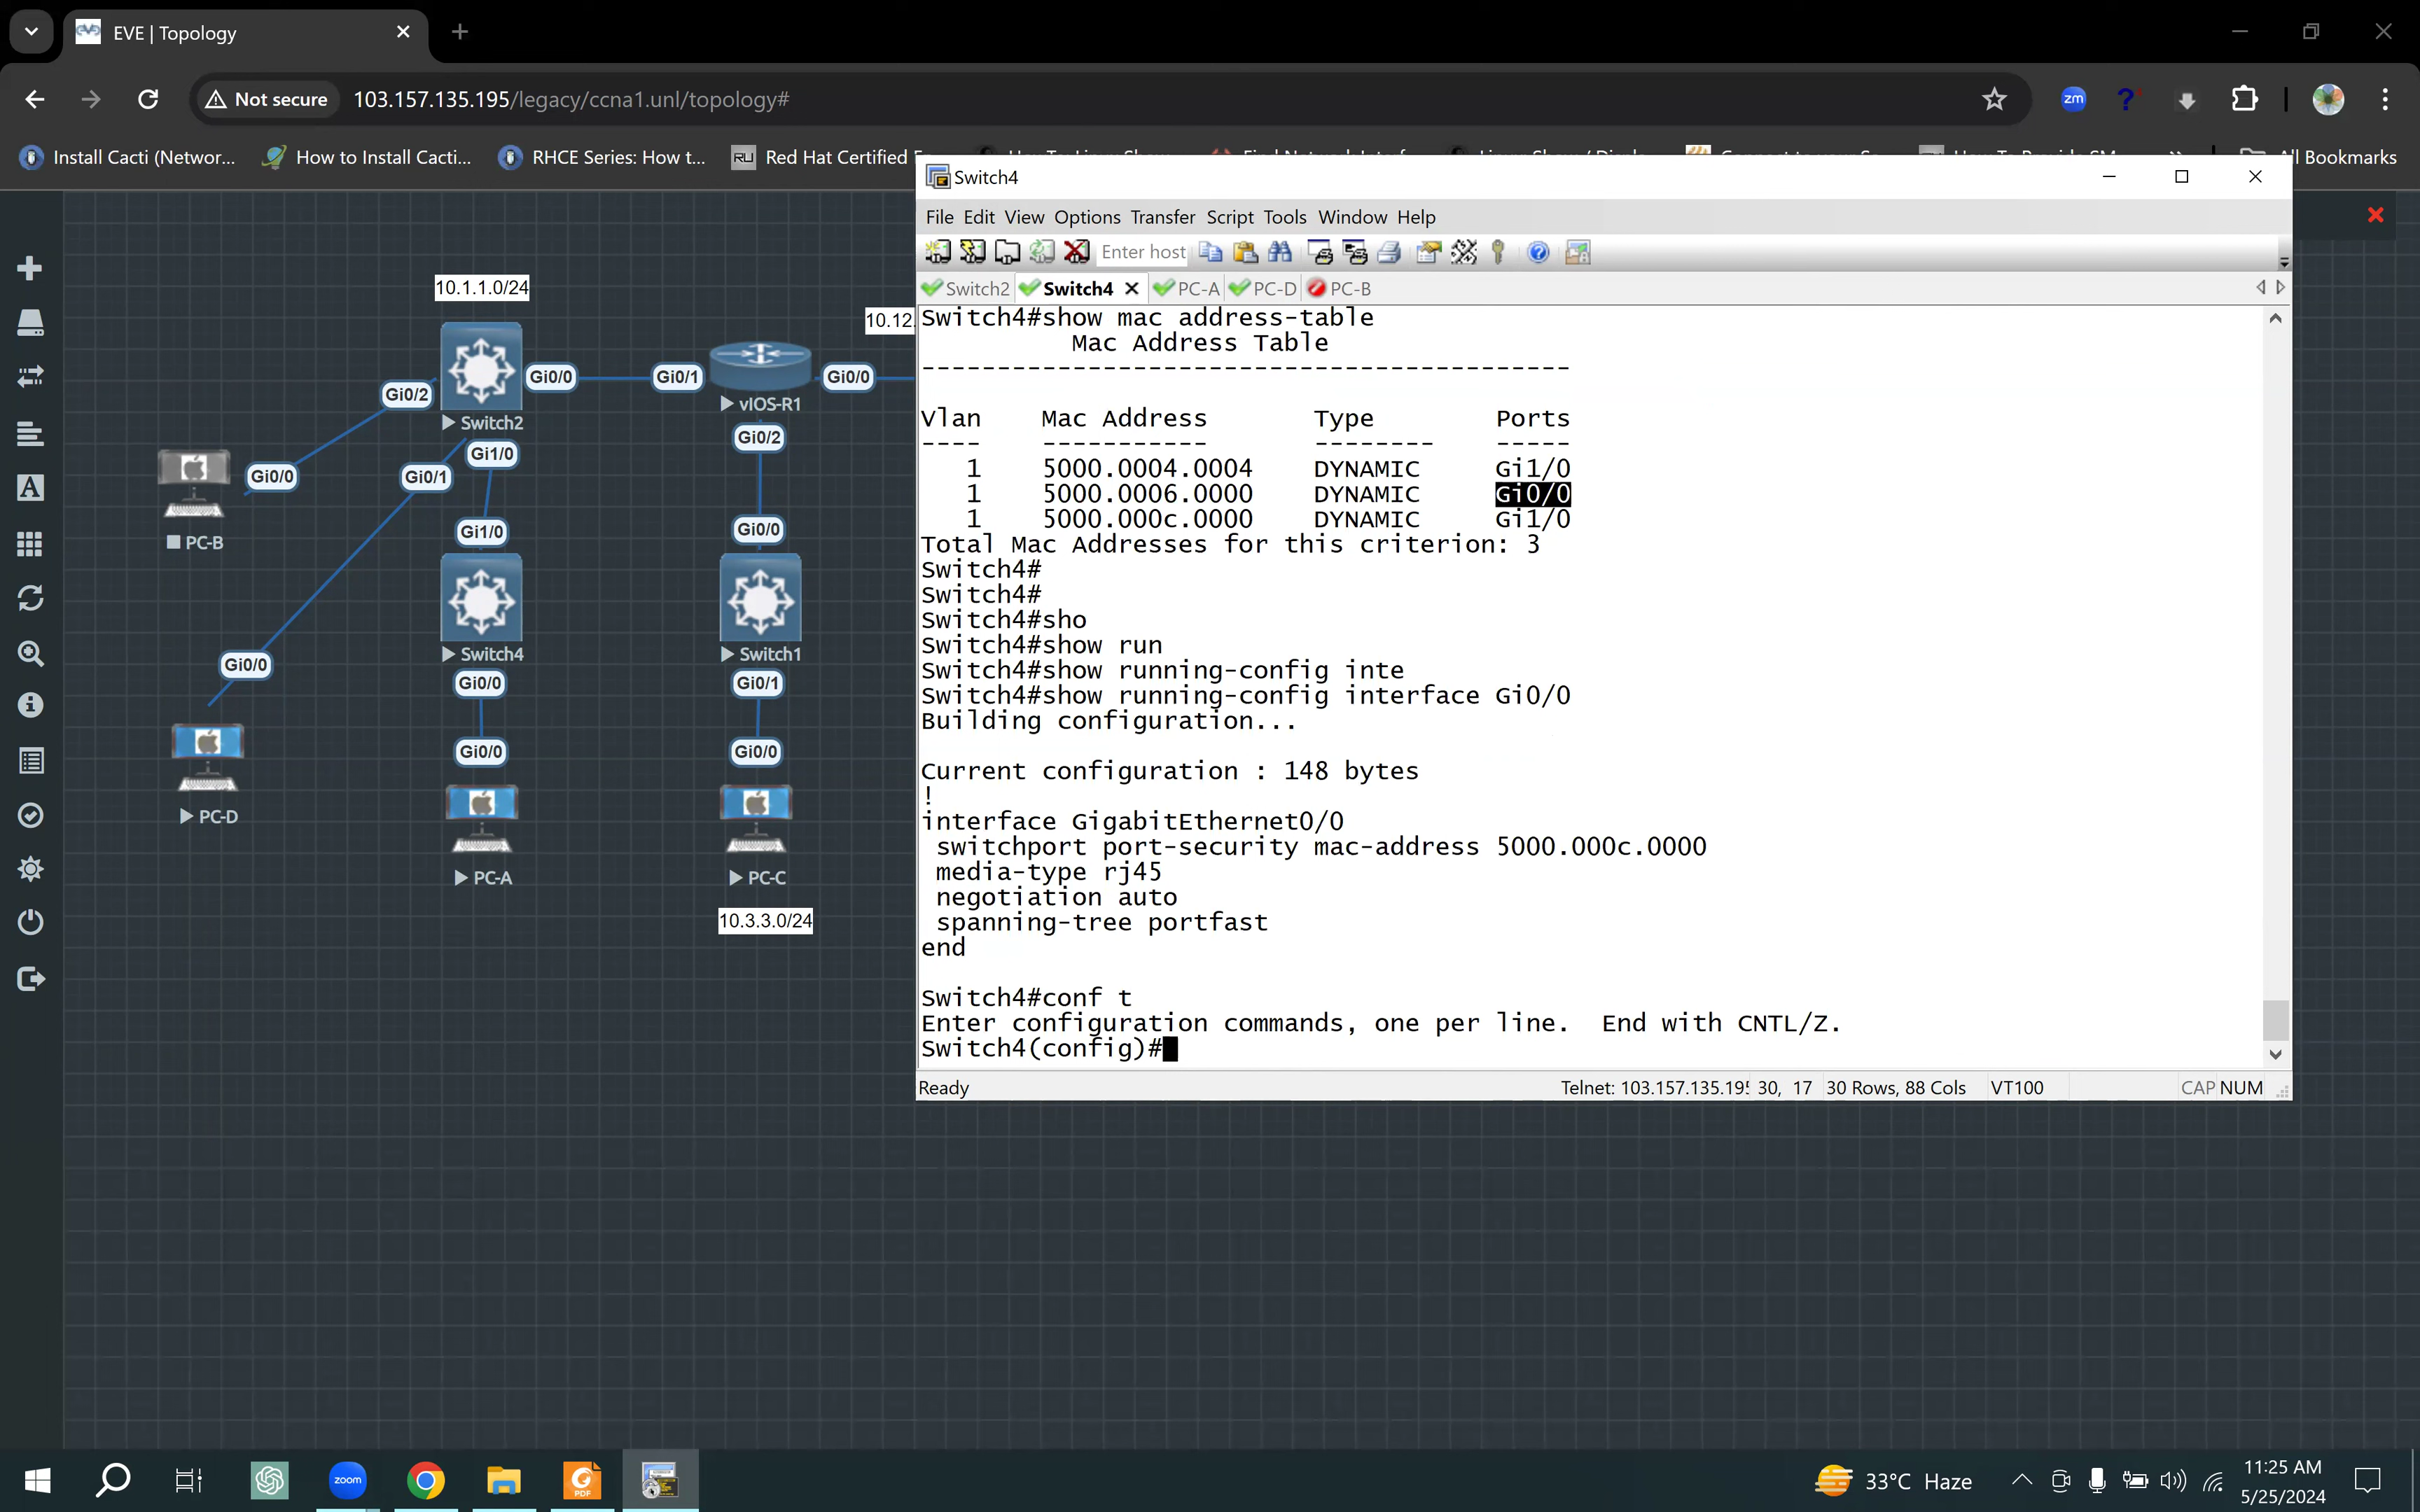 EVE | Topology
Not secure 103.157.135.195/legacy/ccna1.unl/topology#
zm
Install Cacti (Networ...
How to Install Cacti...
RHCE Series: How t...
RU Red Hat Certified
All Bookmarks
10.1.1.0/24
10.12.
Gi0/0
Gi0/1
Gi0/0
Gi0/2
vIOS-R1
Switch2
Gi0/2
Gi1/0
Gi0/0
Gi0/1
PC-B
Gi1/0
Gi0/0
Gi0/0
Switch4
Switch1
Gi0/0
Gi0/1
Gi0/0
Gi0/0
PC-D
PC-A
PC-C
10.3.3.0/24
Switch4
File Edit View Options Transfer Script Tools Window Help
Enter host
Switch2 Switch4 PC-A PC-D PC-B
Switch4#show mac address-table
Mac Address Table
-------------------------------------------
Vlan Mac Address Type Ports
---- ----------- -------- -----
1 5000.0004.0004 DYNAMIC Gi1/0
1 5000.0006.0000 DYNAMIC Gi0/0
1 5000.000c.0000 DYNAMIC Gi1/0
Total Mac Addresses for this criterion: 3
Switch4#
Switch4#
Switch4#sho
Switch4#show run
Switch4#show running-config inte
Switch4#show running-config interface Gi0/0
Building configuration...
Current configuration : 148 bytes
!
interface GigabitEthernet0/0
switchport port-security mac-address 5000.000c.0000
media-type rj45
negotiation auto
spanning-tree portfast
end
Switch4#conf t
Enter configuration commands, one per line. End with CNTL/Z.
Switch4(config)#
Ready Telnet: 103.157.135.195 30, 17 30 Rows, 88 Cols VT100 CAP NUM
zoom
PDF
33°C Haze
11:25 AM
5/25/2024